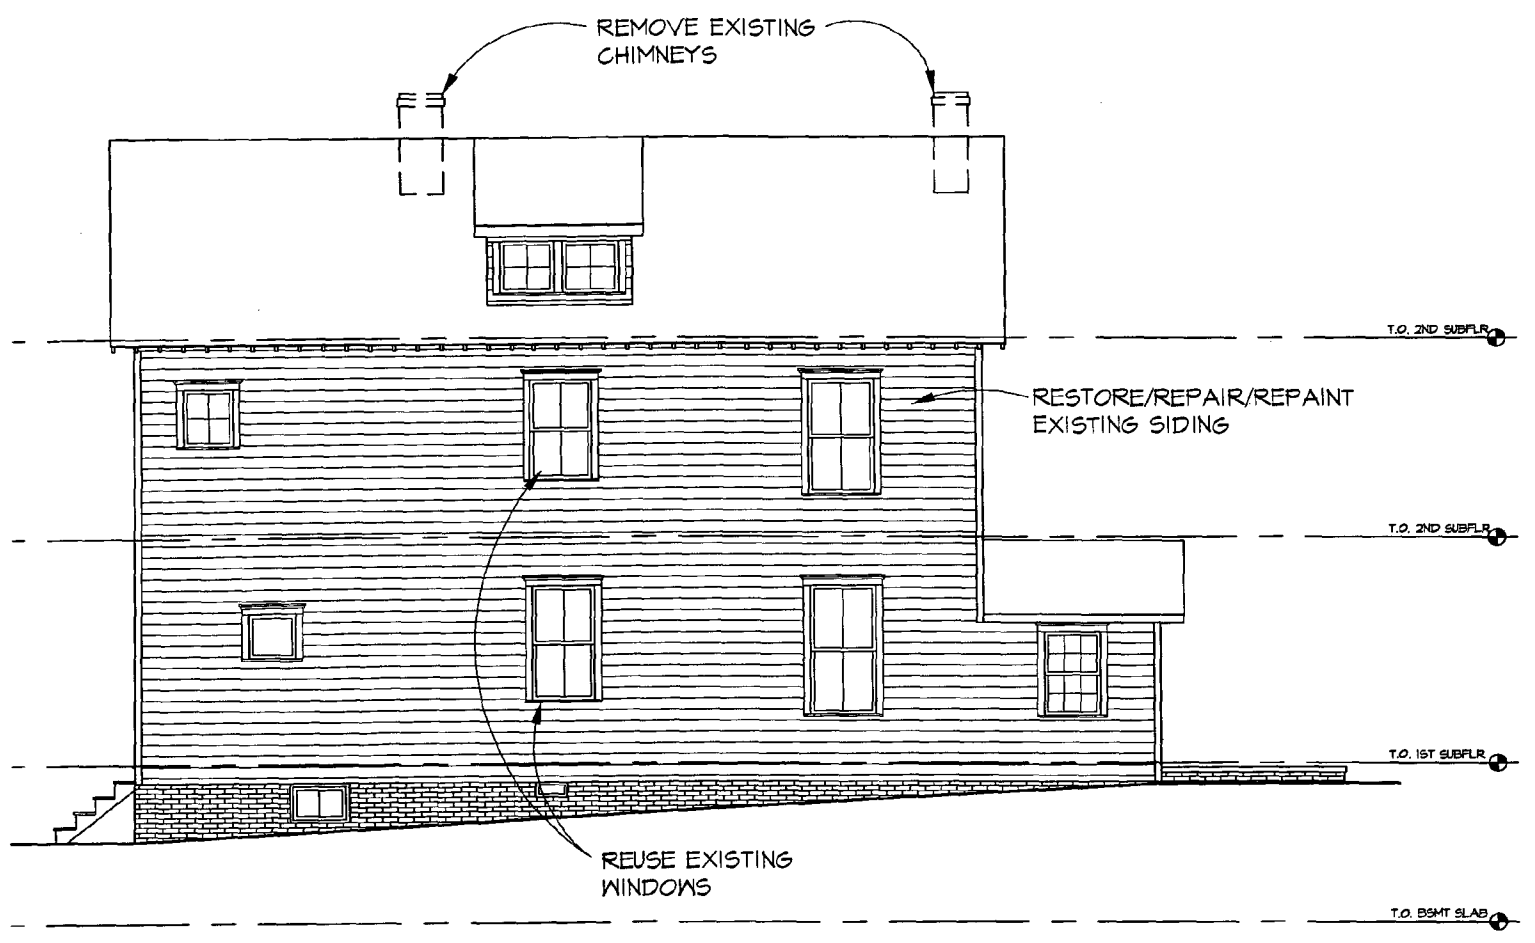 REMOVE EXISTING
CHIMNEYS
T.O. 2ND SUBFLR
RESTORE/REPAIR/REPAINT
EXISTING SIDING
T.O. 2ND SUBFLR
T.O. 1ST SUBFLR
REUSE EXISTING
WINDOWS
T.O. BSMT SLAB